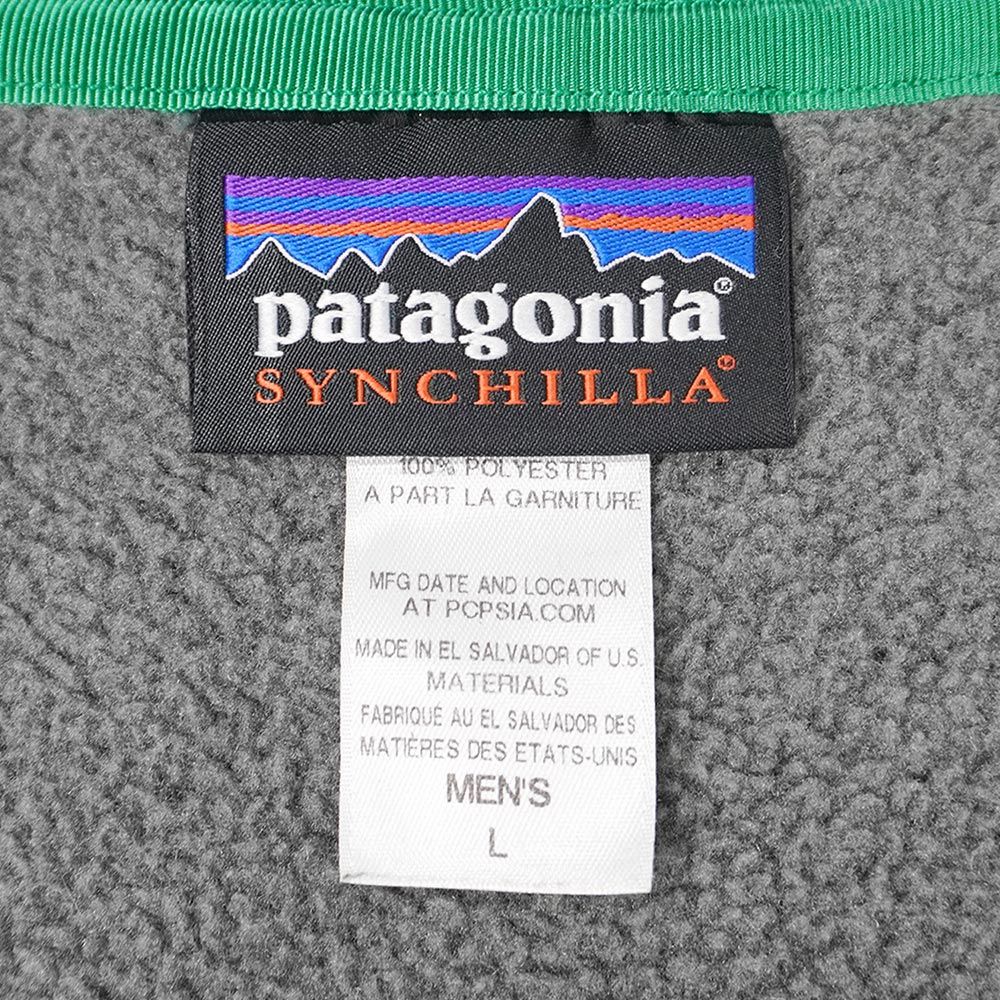 patagonia®
SYNCHILLA®
100% POLYESTER
A PART LA GARNITURE
MFG DATE AND LOCATION
AT PCPSIA.COM
MADE IN EL SALVADOR OF U.S.
MATERIALS
FABRIQUÉ AU EL SALVADOR DES
MATIÈRES DES ETATS-UNIS
MEN'S
L